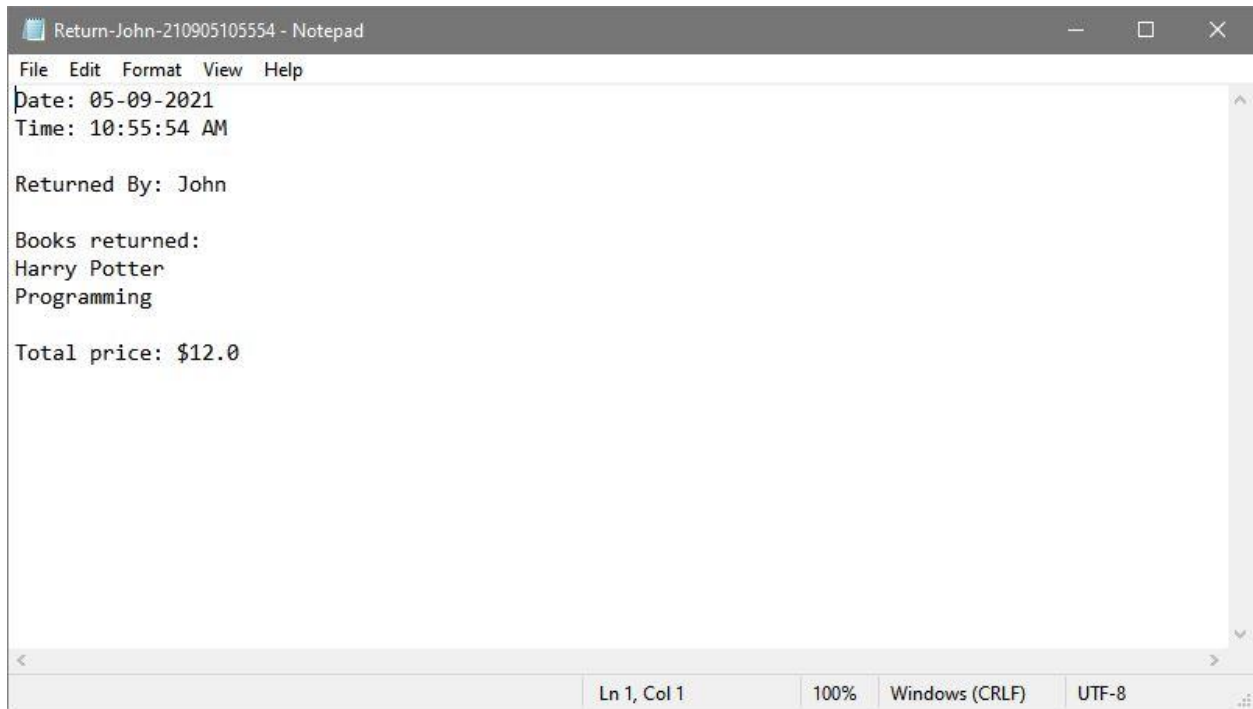 Return-John-210905105554 - Notepad
File Edit Format View Help
Date: 05-09-2021
Time: 10:55:54 AM
Returned By: John
Books returned:
Harry Potter
Programming
Total price: $12.0
Ln 1, Col 1 100% Windows (CRLF) UTF-8